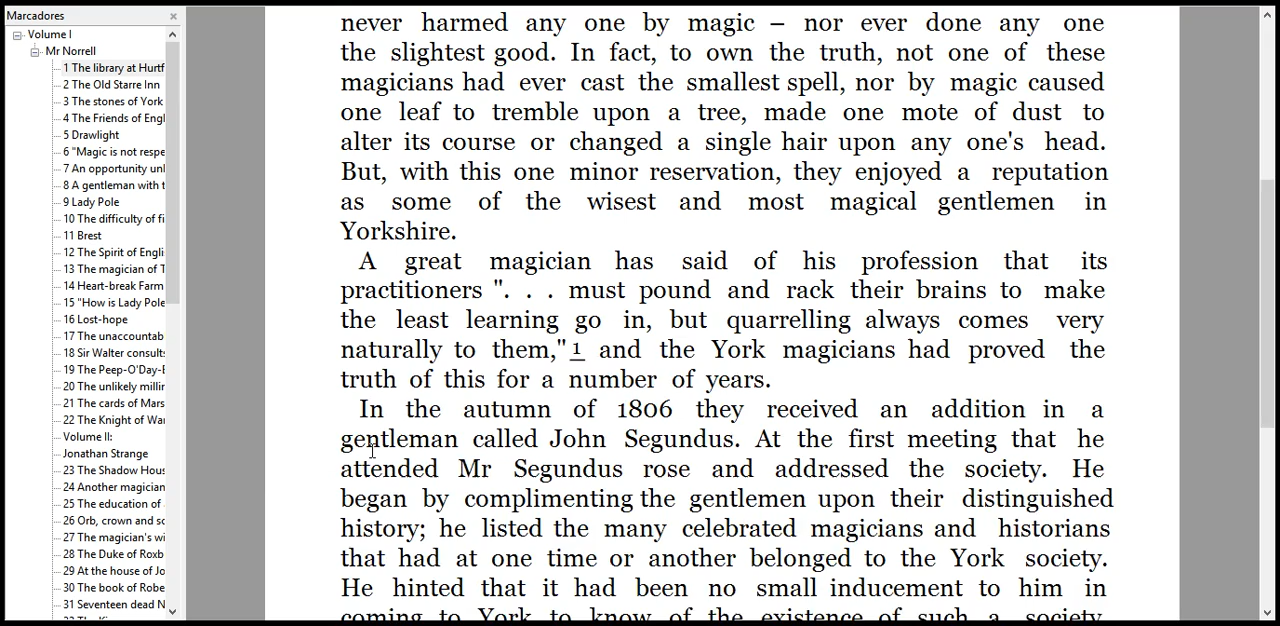 Marcadores
Volume I
Mr Norrell
1 The library at Hurtf
2 The Old Starre Inn
3 The stones of York
4 The Friends of Engl
5 Drawlight
6 "Magic is not respe
7 An opportunity unl
8 A gentleman with t
9 Lady Pole
10 The difficulty of fi
11 Brest
12 The Spirit of Engli
13 The magician of T
14 Heart-break Farm
15 "How is Lady Pole
16 Lost-hope
17 The unaccountab
18 Sir Walter consults
19 The Peep-O'Day-B
20 The unlikely millir
21 The cards of Mars
22 The Knight of War
Volume II:
Jonathan Strange
23 The Shadow Hous
24 Another magician
25 The education of
26 Orb, crown and sc
27 The magician's wi
28 The Duke of Roxb
29 At the house of Jo
30 The book of Robe
31 Seventeen dead N
never harmed any one by magic – nor ever done any one
the slightest good. In fact, to own the truth, not one of these
magicians had ever cast the smallest spell, nor by magic caused
one leaf to tremble upon a tree, made one mote of dust to
alter its course or changed a single hair upon any one's head.
But, with this one minor reservation, they enjoyed a reputation
as some of the wisest and most magical gentlemen in
Yorkshire.
A great magician has said of his profession that its
practitioners ". . . must pound and rack their brains to make
the least learning go in, but quarrelling always comes very
naturally to them,"1 and the York magicians had proved the
truth of this for a number of years.
In the autumn of 1806 they received an addition in a
gentleman called John Segundus. At the first meeting that he
attended Mr Segundus rose and addressed the society. He
began by complimenting the gentlemen upon their distinguished
history; he listed the many celebrated magicians and historians
that had at one time or another belonged to the York society.
He hinted that it had been no small inducement to him in
coming to York to know of the existence of such a society.